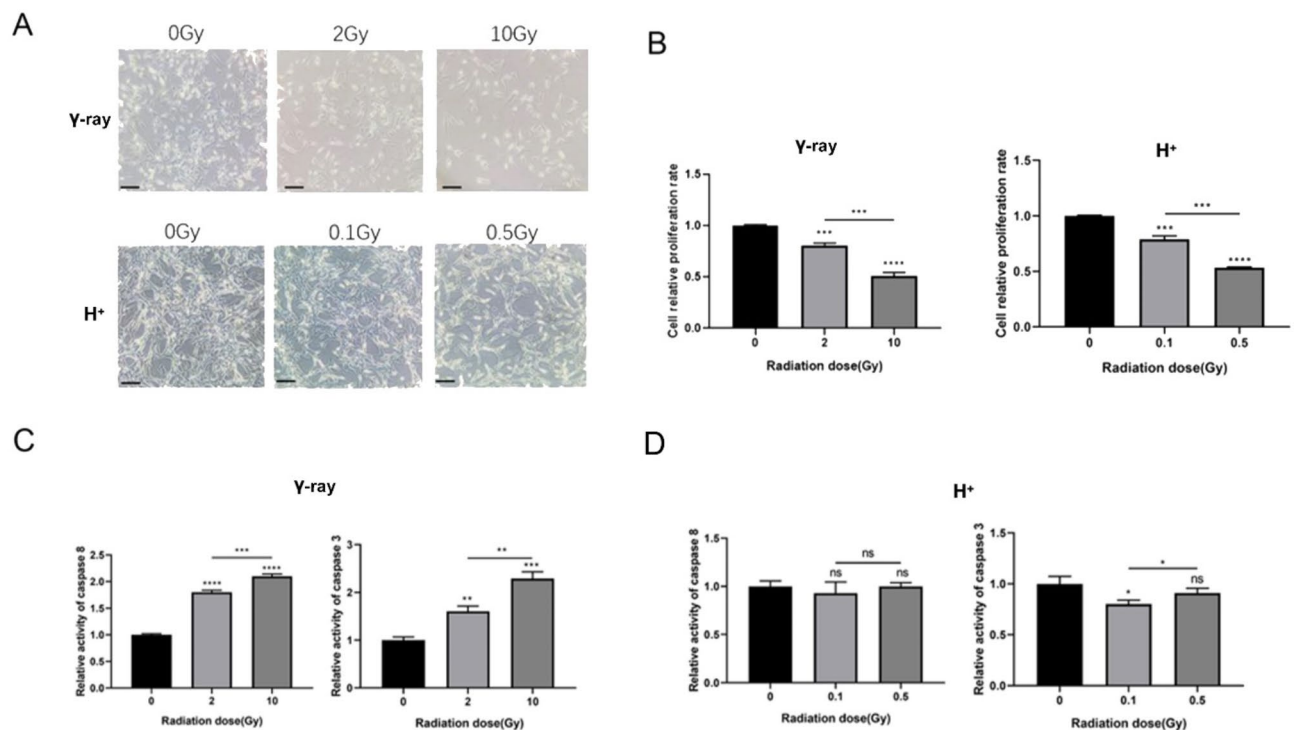 A
0Gy 2Gy 10Gy
γ-ray
0Gy 0.1Gy 0.5Gy
H⁺
B
γ-ray
Cell relative proliferation rate
1.5
1.0
0.5
0.0
***
****
***
0 2 10
Radiation dose(Gy)
H⁺
Cell relative proliferation rate
1.5
1.0
0.5
0.0
***
****
***
0 0.1 0.5
Radiation dose(Gy)
C
γ-ray
Relative activity of caspase 8
2.5
2.0
1.5
1.0
0.5
0.0
****
****
***
0 2 10
Radiation dose(Gy)
Relative activity of caspase 3
3
2
1
0
**
***
**
0 2 10
Radiation dose(Gy)
D
H⁺
Relative activity of caspase 8
1.5
1.0
0.5
0.0
ns
ns
ns
0 0.1 0.5
Radiation dose(Gy)
Relative activity of caspase 3
1.5
1.0
0.5
0.0
*
ns
*
0 0.1 0.5
Radiation dose(Gy)